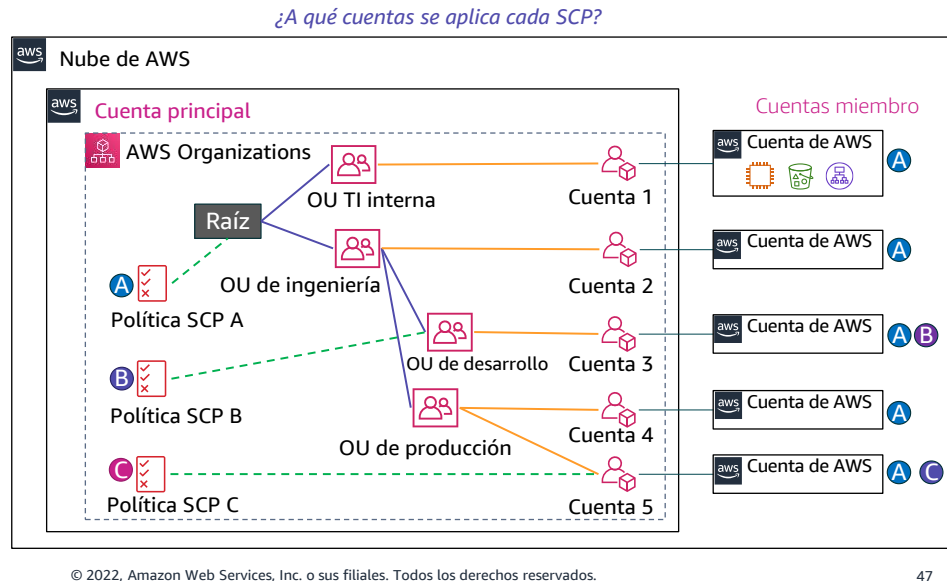 ¿A qué cuentas se aplica cada SCP?
aws
Nube de AWS
aws
Cuenta principal
Cuentas miembro
AWS Organizations
aws
Cuenta de AWS
A
OU TI interna
Cuenta 1
Raíz
aws
Cuenta de AWS
A
A
OU de ingeniería
Cuenta 2
Política SCP A
aws
Cuenta de AWS
A
B
OU de desarrollo
Cuenta 3
B
Política SCP B
aws
Cuenta de AWS
A
OU de producción
Cuenta 4
C
aws
Cuenta de AWS
A
C
Política SCP C
Cuenta 5
© 2022, Amazon Web Services, Inc. o sus filiales. Todos los derechos reservados.
47